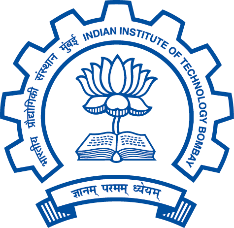 भारतीय प्रौद्योगिकी संस्थान मुंबई
INDIAN INSTITUTE OF TECHNOLOGY BOMBAY
ज्ञानम् परमम् ध्येयम्